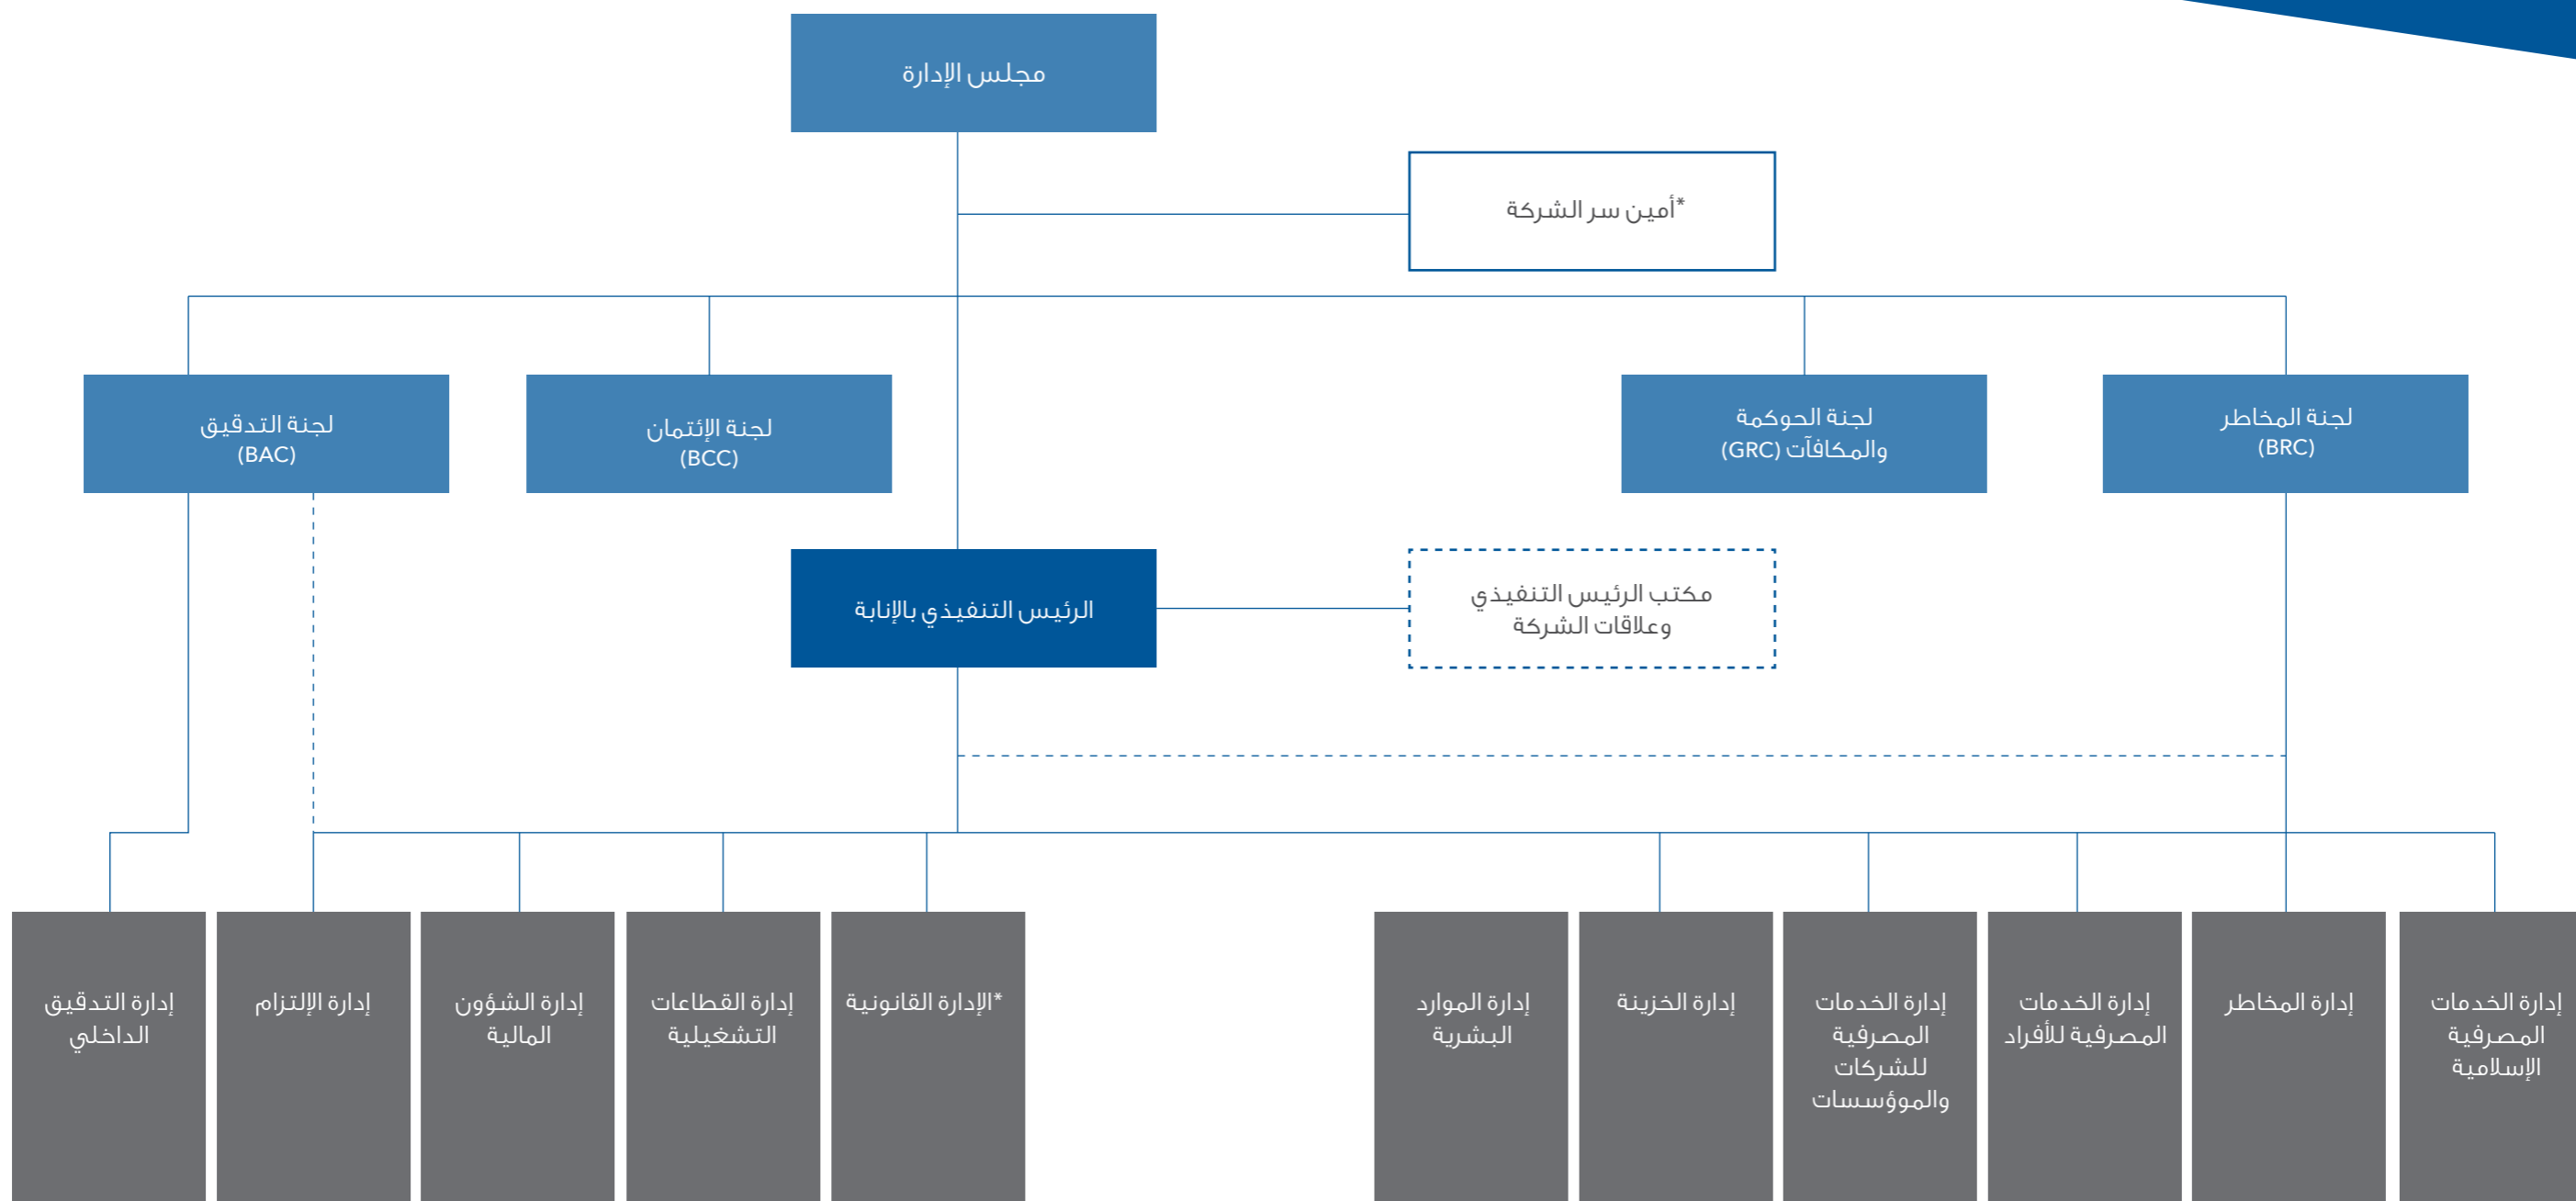 مجلس الإدارة
*أمين سر الشركة
لجنة المخاطر
(BRC)
لجنة الحوكمة
والمكافآت (GRC)
لجنة الإئتمان
(BCC)
لجنة التدقيق
(BAC)
مكتب الرئيس التنفيذي
وعلاقات الشركة
الرئيس التنفيذي بالإنابة
إدارة الخدمات
المصرفية
الإسلامية
إدارة المخاطر
إدارة الخدمات
المصرفية للأفراد
إدارة الخدمات
المصرفية
للشركات
والموؤسسات
إدارة الخزينة
إدارة الموارد
البشرية
*الإدارة القانونية
إدارة القطاعات
التشغيلية
إدارة الشؤون
المالية
إدارة الإلتزام
إدارة التدقيق
الداخلي